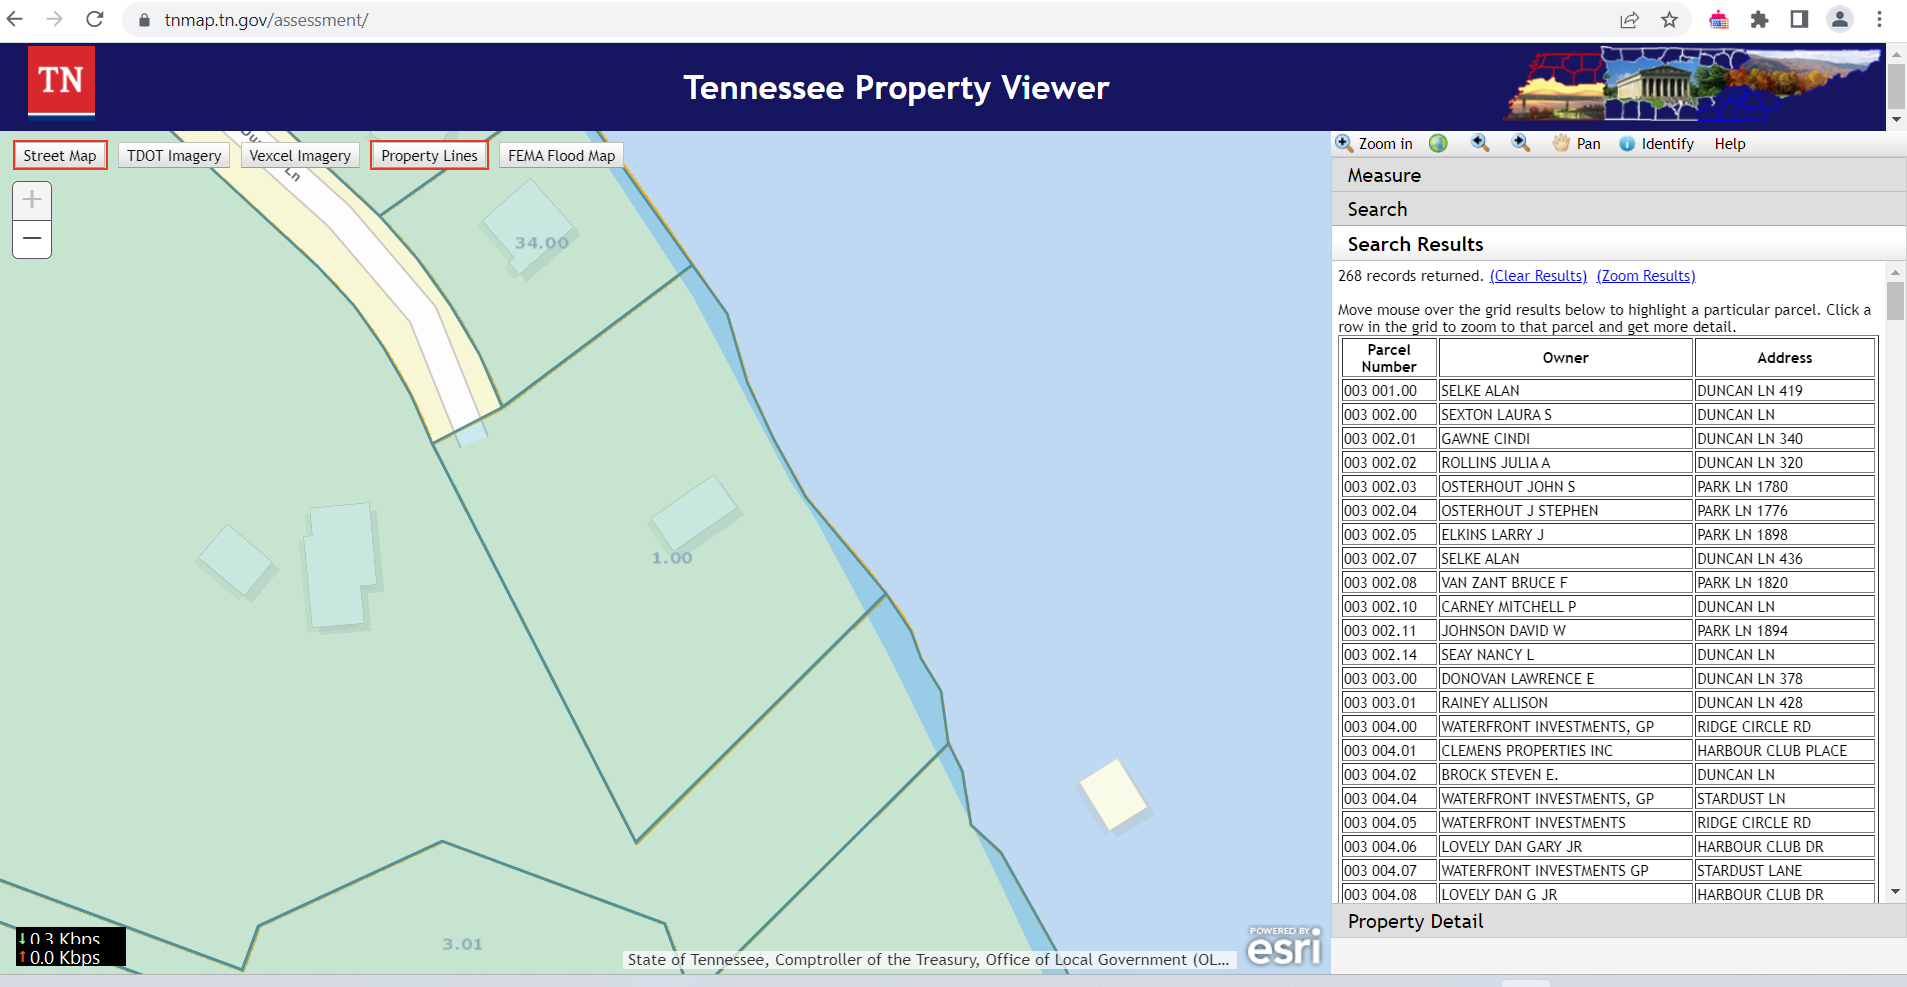 tnmap.tn.gov/assessment/
TN
Tennessee Property Viewer
Street Map
TDOT Imagery
Vexcel Imagery
Property Lines
FEMA Flood Map
Zoom in
Pan
Identify
Help
Measure
Search
Search Results
268 records returned. (Clear Results) (Zoom Results)
Move mouse over the grid results below to highlight a particular parcel. Click a
row in the grid to zoom to that parcel and get more detail.
Parcel Number Owner Address
003 001.00 SELKE ALAN DUNCAN LN 419
003 002.00 SEXTON LAURA S DUNCAN LN
003 002.01 GAWNE CINDI DUNCAN LN 340
003 002.02 ROLLINS JULIA A DUNCAN LN 320
003 002.03 OSTERHOUT JOHN S PARK LN 1780
003 002.04 OSTERHOUT J STEPHEN PARK LN 1776
003 002.05 ELKINS LARRY J PARK LN 1898
003 002.07 SELKE ALAN DUNCAN LN 436
003 002.08 VAN ZANT BRUCE F PARK LN 1820
003 002.10 CARNEY MITCHELL P DUNCAN LN
003 002.11 JOHNSON DAVID W PARK LN 1894
003 002.14 SEAY NANCY L DUNCAN LN
003 003.00 DONOVAN LAWRENCE E DUNCAN LN 378
003 003.01 RAINEY ALLISON DUNCAN LN 428
003 004.00 WATERFRONT INVESTMENTS, GP RIDGE CIRCLE RD
003 004.01 CLEMENS PROPERTIES INC HARBOUR CLUB PLACE
003 004.02 BROCK STEVEN E. DUNCAN LN
003 004.04 WATERFRONT INVESTMENTS, GP STARDUST LN
003 004.05 WATERFRONT INVESTMENTS RIDGE CIRCLE RD
003 004.06 LOVELY DAN GARY JR HARBOUR CLUB DR
003 004.07 WATERFRONT INVESTMENTS GP STARDUST LANE
003 004.08 LOVELY DAN G JR HARBOUR CLUB DR
Property Detail
Ln
34.00
1.00
3.01
↓0.3 Kbps
↑0.0 Kbps
State of Tennessee, Comptroller of the Treasury, Office of Local Government (OL...
POWERED BY
esri